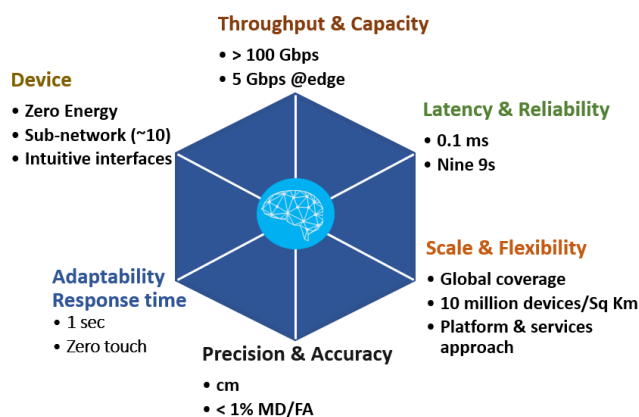 Throughput & Capacity
• > 100 Gbps
• 5 Gbps @edge
Device
• Zero Energy
• Sub-network (~10)
• Intuitive interfaces
Latency & Reliability
• 0.1 ms
• Nine 9s
Scale & Flexibility
• Global coverage
• 10 million devices/Sq Km
• Platform & services
approach
Adaptability
Response time
• 1 sec
• Zero touch
Precision & Accuracy
• cm
• < 1% MD/FA